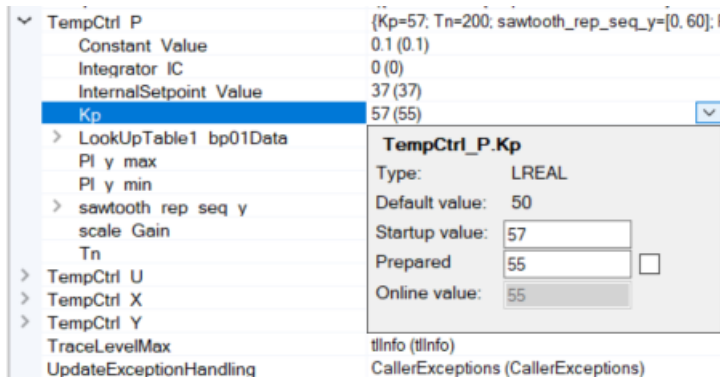 TempCtrl P {Kp=57; Tn=200; sawtooth_rep_seq_y=[0, 60];
Constant Value 0.1 (0.1)
Integrator IC 0 (0)
InternalSetpoint Value 37 (37)
Kp 57 (55)
LookUpTable1 bp01Data
PI y max
PI y min
sawtooth rep seq y
scale Gain
Tn
TempCtrl_P.Kp
Type: LREAL
Default value: 50
Startup value: 57
Prepared 55
Online value: 55
TempCtrl U
TempCtrl X
TempCtrl Y
TraceLevelMax tlInfo (tlInfo)
UpdateExceptionHandling CallerExceptions (CallerExceptions)